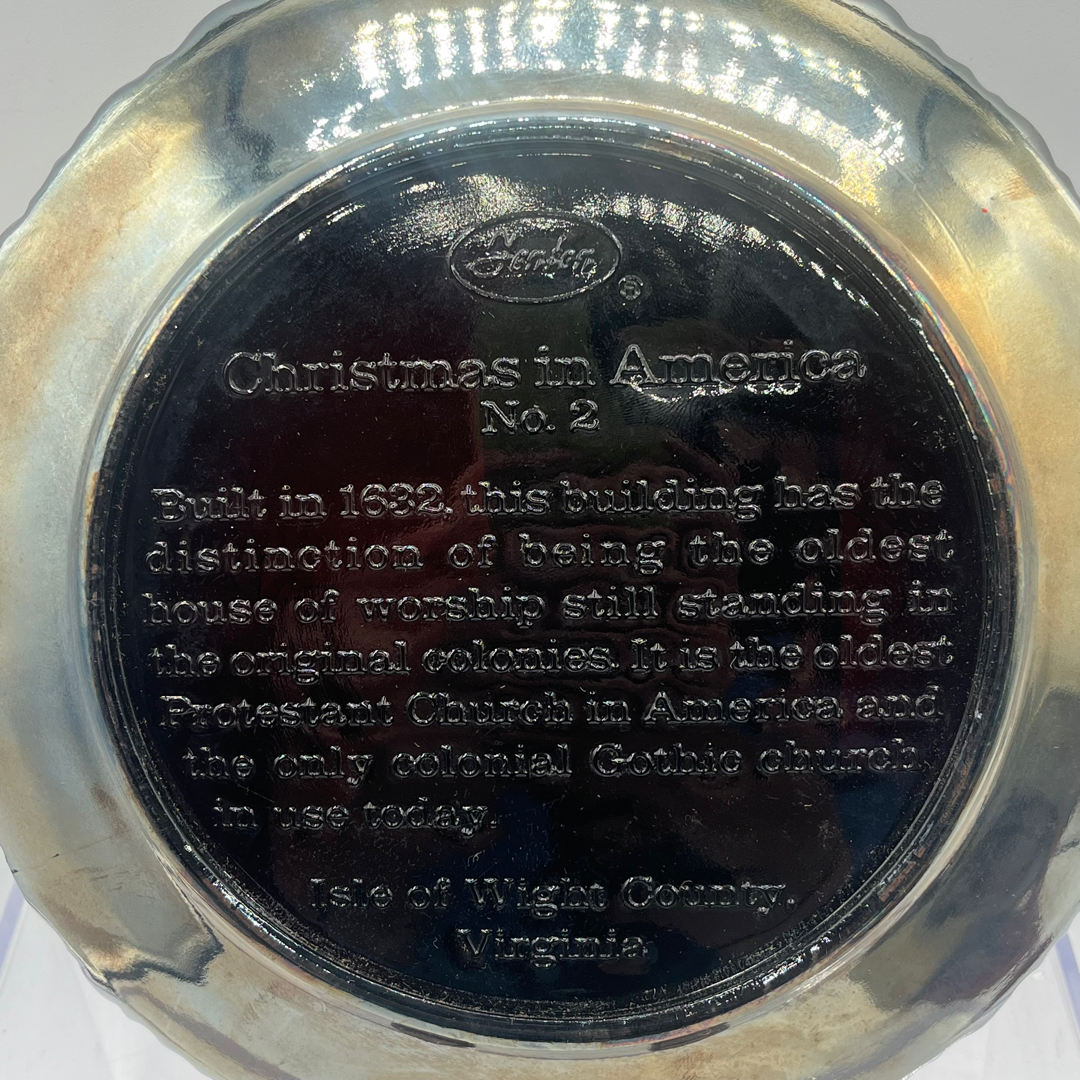 Fenton
®
Christmas in America
No. 2
Built in 1632, this building has the
distinction of being the oldest
house of worship still standing in
the original colonies. It is the oldest
Protestant Church in America and
the only colonial Gothic church,
in use today.
Isle of Wight County,
Virginia